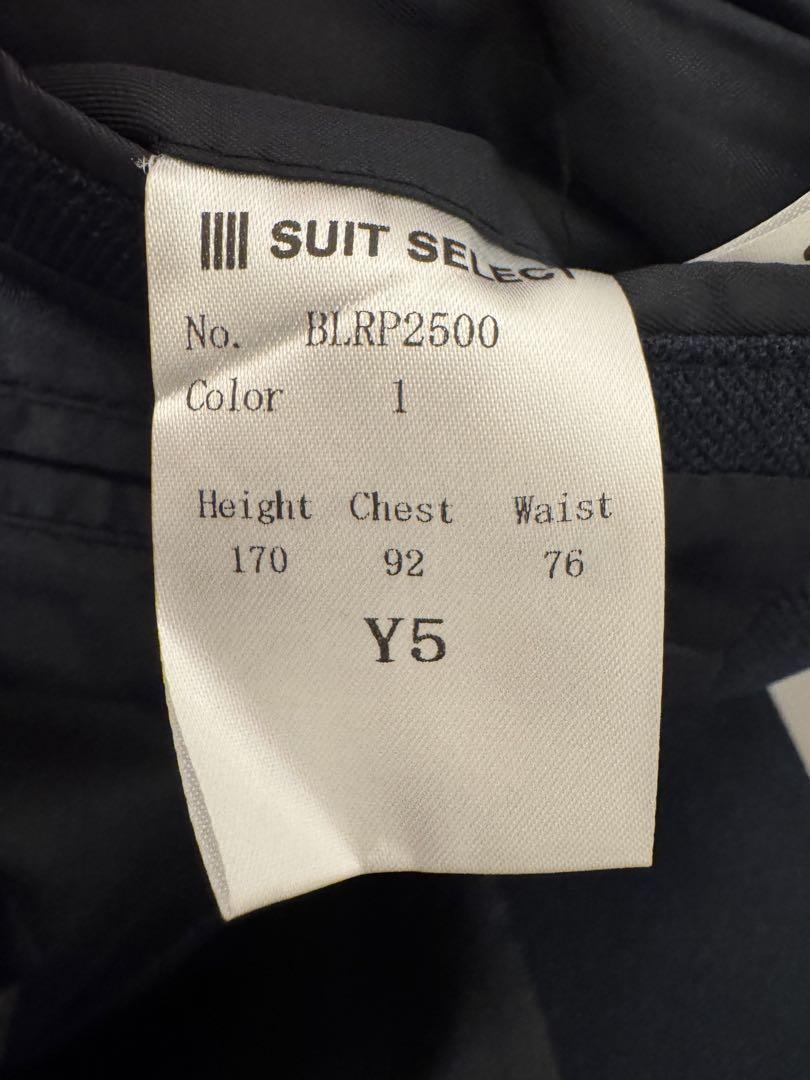 SUIT SELECT
No. BLRP2500
Color 1
Height Chest Waist
170 92 76
Y5